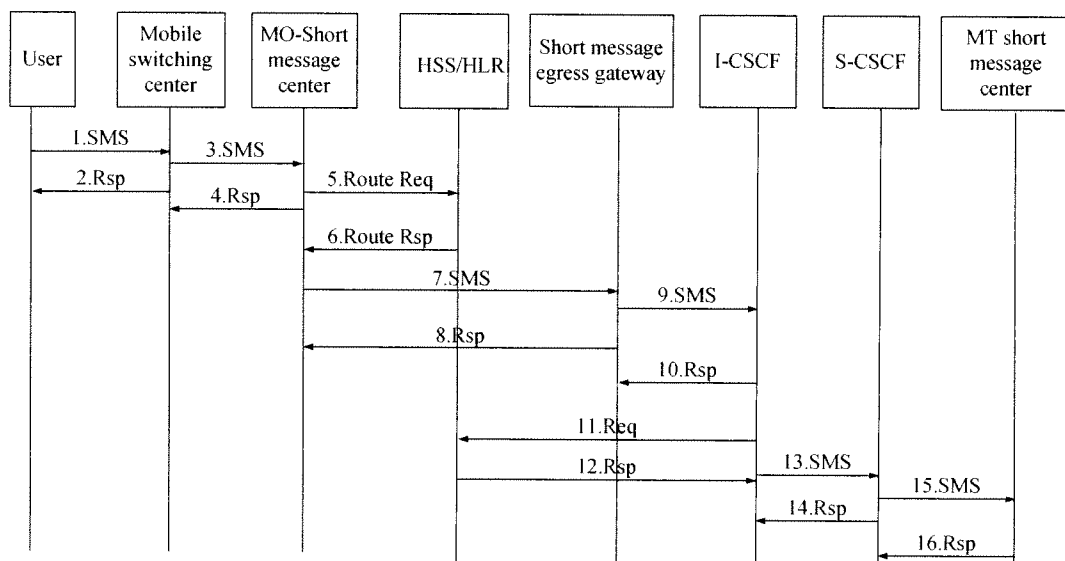 User
Mobile
switching
center
MO-Short
message
center
HSS/HLR
Short message
egress gateway
I-CSCF
S-CSCF
MT short
message
center
1.SMS
3.SMS
2.Rsp
5.Route Req
4.Rsp
6.Route Rsp
7.SMS
9.SMS
8.Rsp
10.Rsp
11.Req
12.Rsp
13.SMS
15.SMS
14.Rsp
16.Rsp